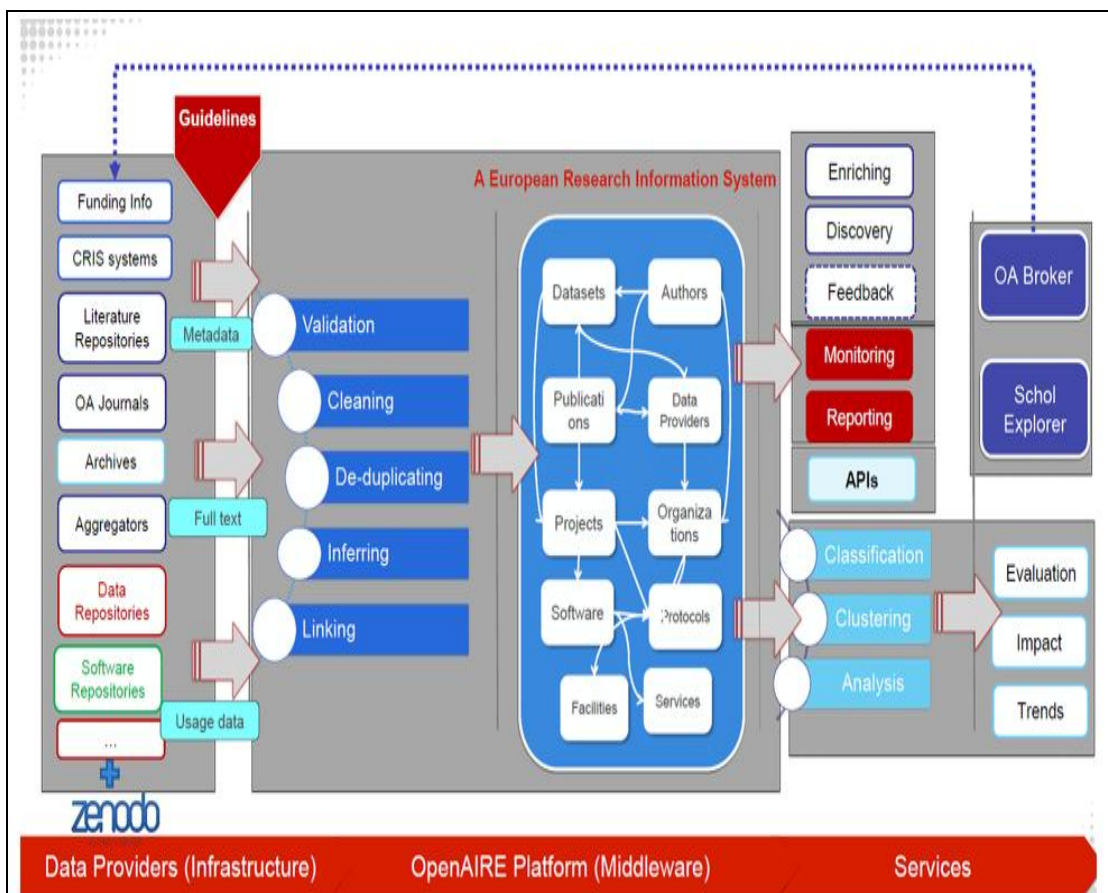 Guidelines
A European Research Information System
Funding Info
CRIS systems
Literature
Repositories
OA Journals
Archives
Aggregators
Data
Repositories
Software
Repositories
...
zenodo
Metadata
Full text
Usage data
Validation
Cleaning
De-duplicating
Inferring
Linking
Datasets
Authors
Publicati
ons
Data
Providers
Projects
Organiza
tions
Software
Protocols
Facilities
Services
Enriching
Discovery
Feedback
Monitoring
Reporting
APIs
OA Broker
Schol
Explorer
Classification
Clustering
Analysis
Evaluation
Impact
Trends
Data Providers (Infrastructure)
OpenAIRE Platform (Middleware)
Services